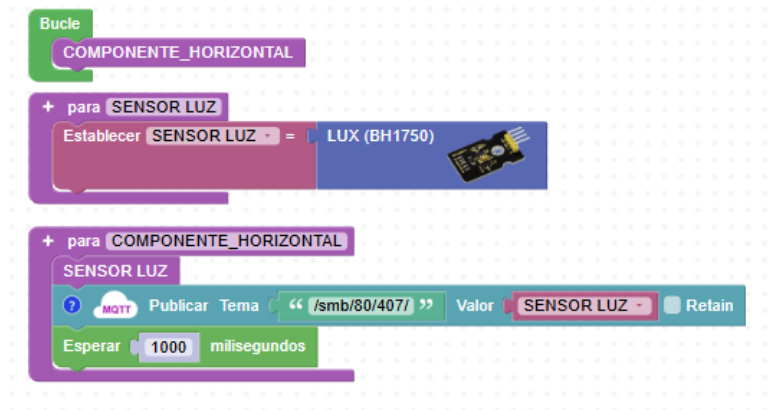 Bucle
COMPONENTE_HORIZONTAL
+ para SENSOR LUZ
Establecer SENSOR LUZ = LUX (BH1750)
+ para COMPONENTE_HORIZONTAL
SENSOR LUZ
? MQTT Publicar Tema “ /smb/80/407/ ” Valor SENSOR LUZ Retain
Esperar 1000 milisegundos